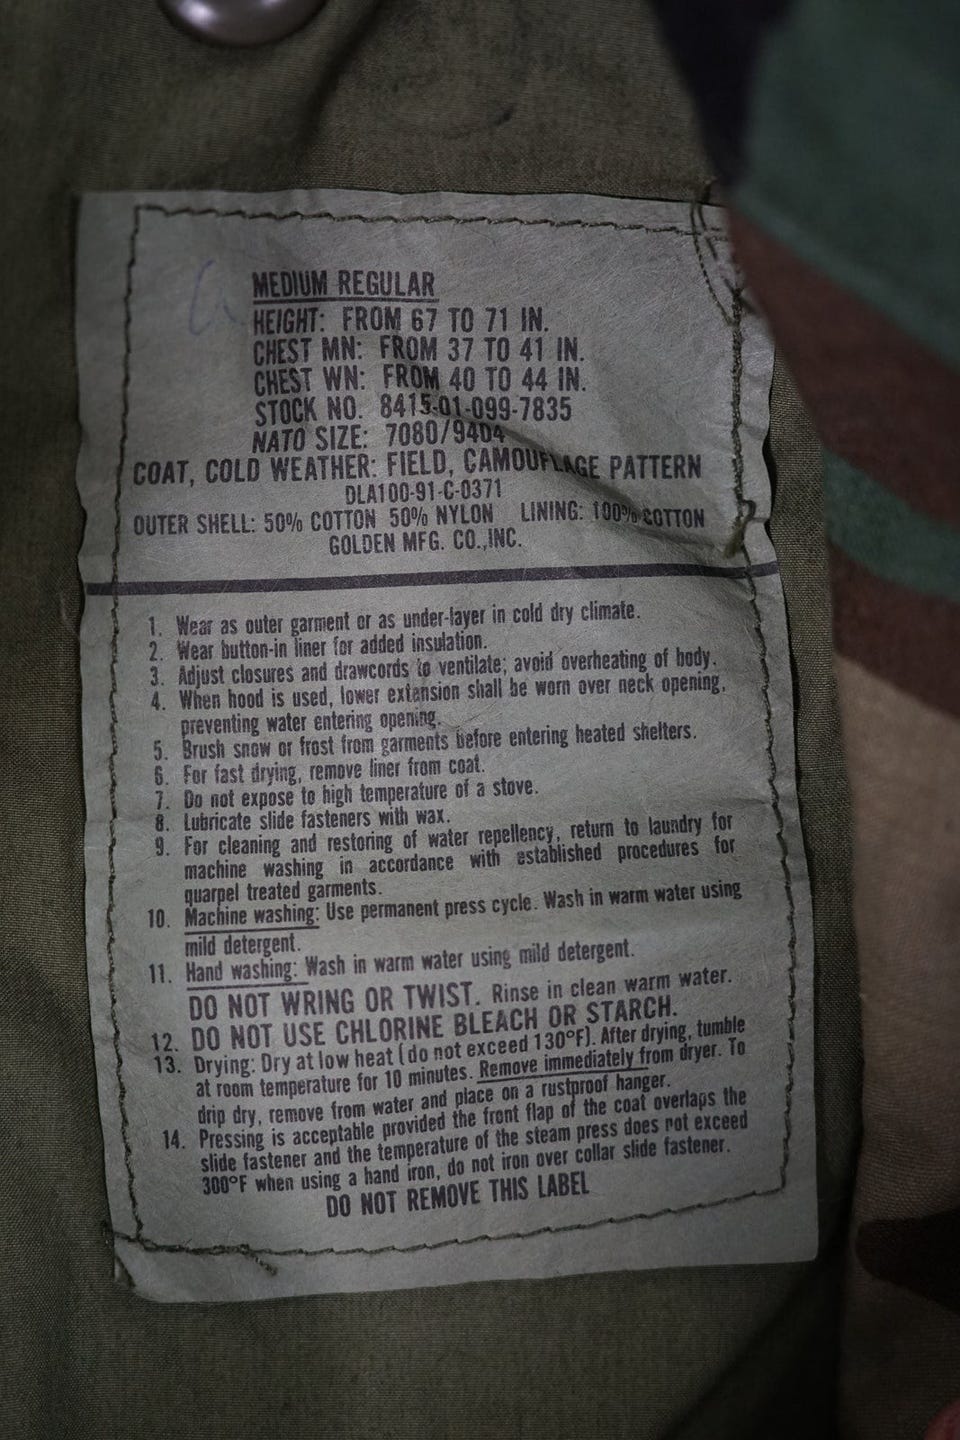 MEDIUM REGULAR
HEIGHT: FROM 67 TO 71 IN.
CHEST MN: FROM 37 TO 41 IN.
CHEST WN: FROM 40 TO 44 IN.
STOCK NO. 8415-01-099-7835
NATO SIZE: 7080/9404
COAT, COLD WEATHER: FIELD, CAMOUFLAGE PATTERN
DLA100-91-C-0371
OUTER SHELL: 50% COTTON 50% NYLON LINING: 100% COTTON
GOLDEN MFG. CO.,INC.
1. Wear as outer garment or as under-layer in cold dry climate.
2. Wear button-in liner for added insulation.
3. Adjust closures and drawcords to ventilate; avoid overheating of body.
4. When hood is used, lower extension shall be worn over neck opening,
preventing water entering opening.
5. Brush snow or frost from garments before entering heated shelters.
6. For fast drying, remove liner from coat.
7. Do not expose to high temperature of a stove.
8. Lubricate slide fasteners with wax.
9. For cleaning and restoring of water repellency, return to laundry for
machine washing in accordance with established procedures for
quarpel treated garments.
10. Machine washing: Use permanent press cycle. Wash in warm water using
mild detergent.
11. Hand washing: Wash in warm water using mild detergent.
DO NOT WRING OR TWIST. Rinse in clean warm water.
12. DO NOT USE CHLORINE BLEACH OR STARCH.
13. Drying: Dry at low heat (do not exceed 130°F). After drying, tumble
at room temperature for 10 minutes. Remove immediately from dryer. To
drip dry, remove from water and place on a rustproof hanger.
14. Pressing is acceptable provided the front flap of the coat overlaps the
slide fastener and the temperature of the steam press does not exceed
300°F when using a hand iron, do not iron over collar slide fastener.
DO NOT REMOVE THIS LABEL